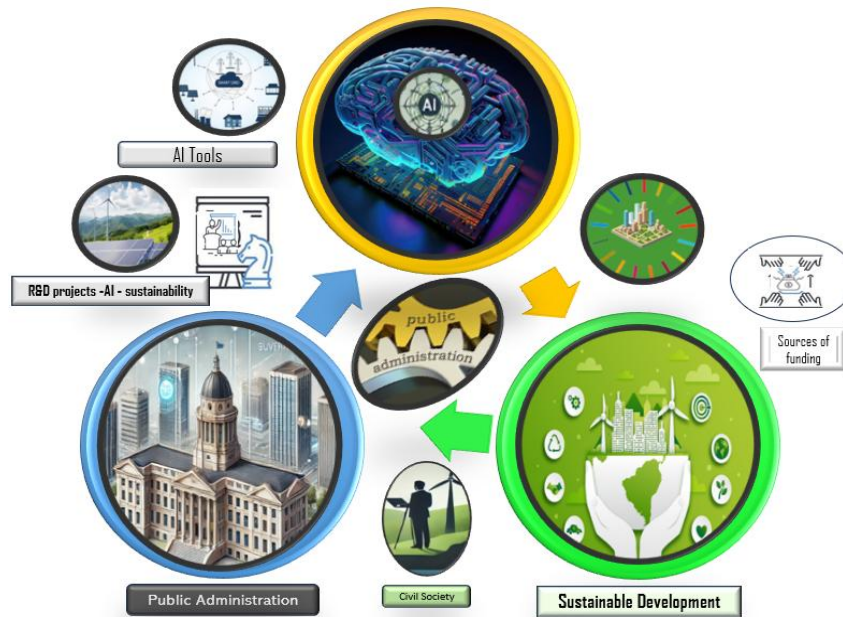 AI
AI Tools
R&D projects -AI - sustainability
public
administration
Sources of
funding
Public Administration
Civil Society
Sustainable Development